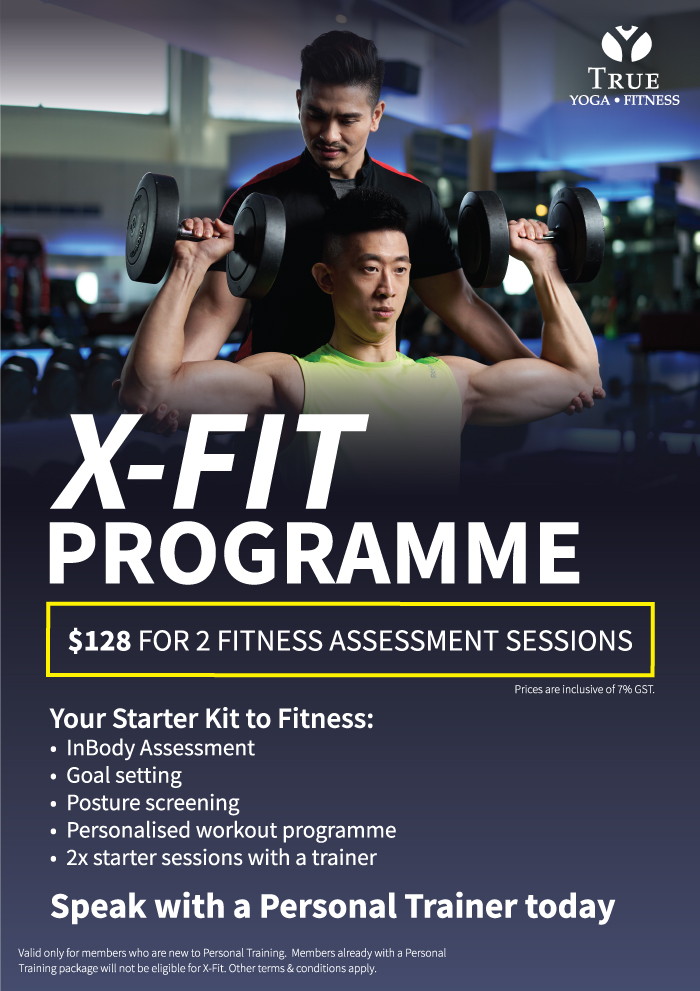 TRUE
YOGA • FITNESS
X-FIT
PROGRAMME
$128 FOR 2 FITNESS ASSESSMENT SESSIONS
Prices are inclusive of 7% GST.
Your Starter Kit to Fitness:
• InBody Assessment
• Goal setting
• Posture screening
• Personalised workout programme
• 2x starter sessions with a trainer
Speak with a Personal Trainer today
Valid only for members who are new to Personal Training. Members already with a Personal
Training package will not be eligible for X-Fit. Other terms & conditions apply.